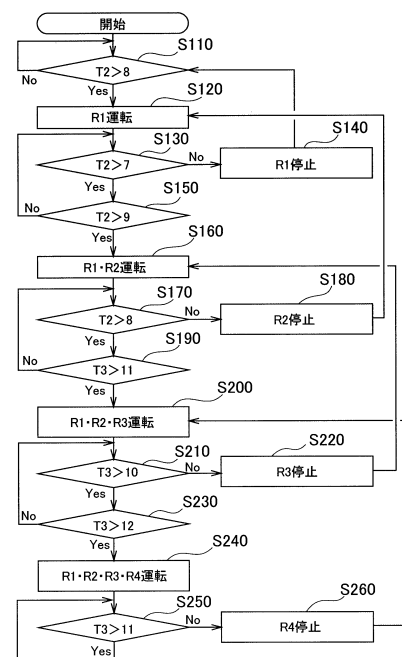 開始
S110
T2>8
No
Yes
S120
R1運転
S130
S140
T2>7
No
R1停止
Yes
S150
No
T2>9
Yes
S160
R1・R2運転
S170
S180
T2>8
No
R2停止
Yes
S190
No
T3>11
Yes
S200
R1・R2・R3運転
S210
S220
T3>10
No
R3停止
Yes
S230
No
T3>12
Yes
S240
R1・R2・R3・R4運転
S250
S260
T3>11
No
R4停止
Yes